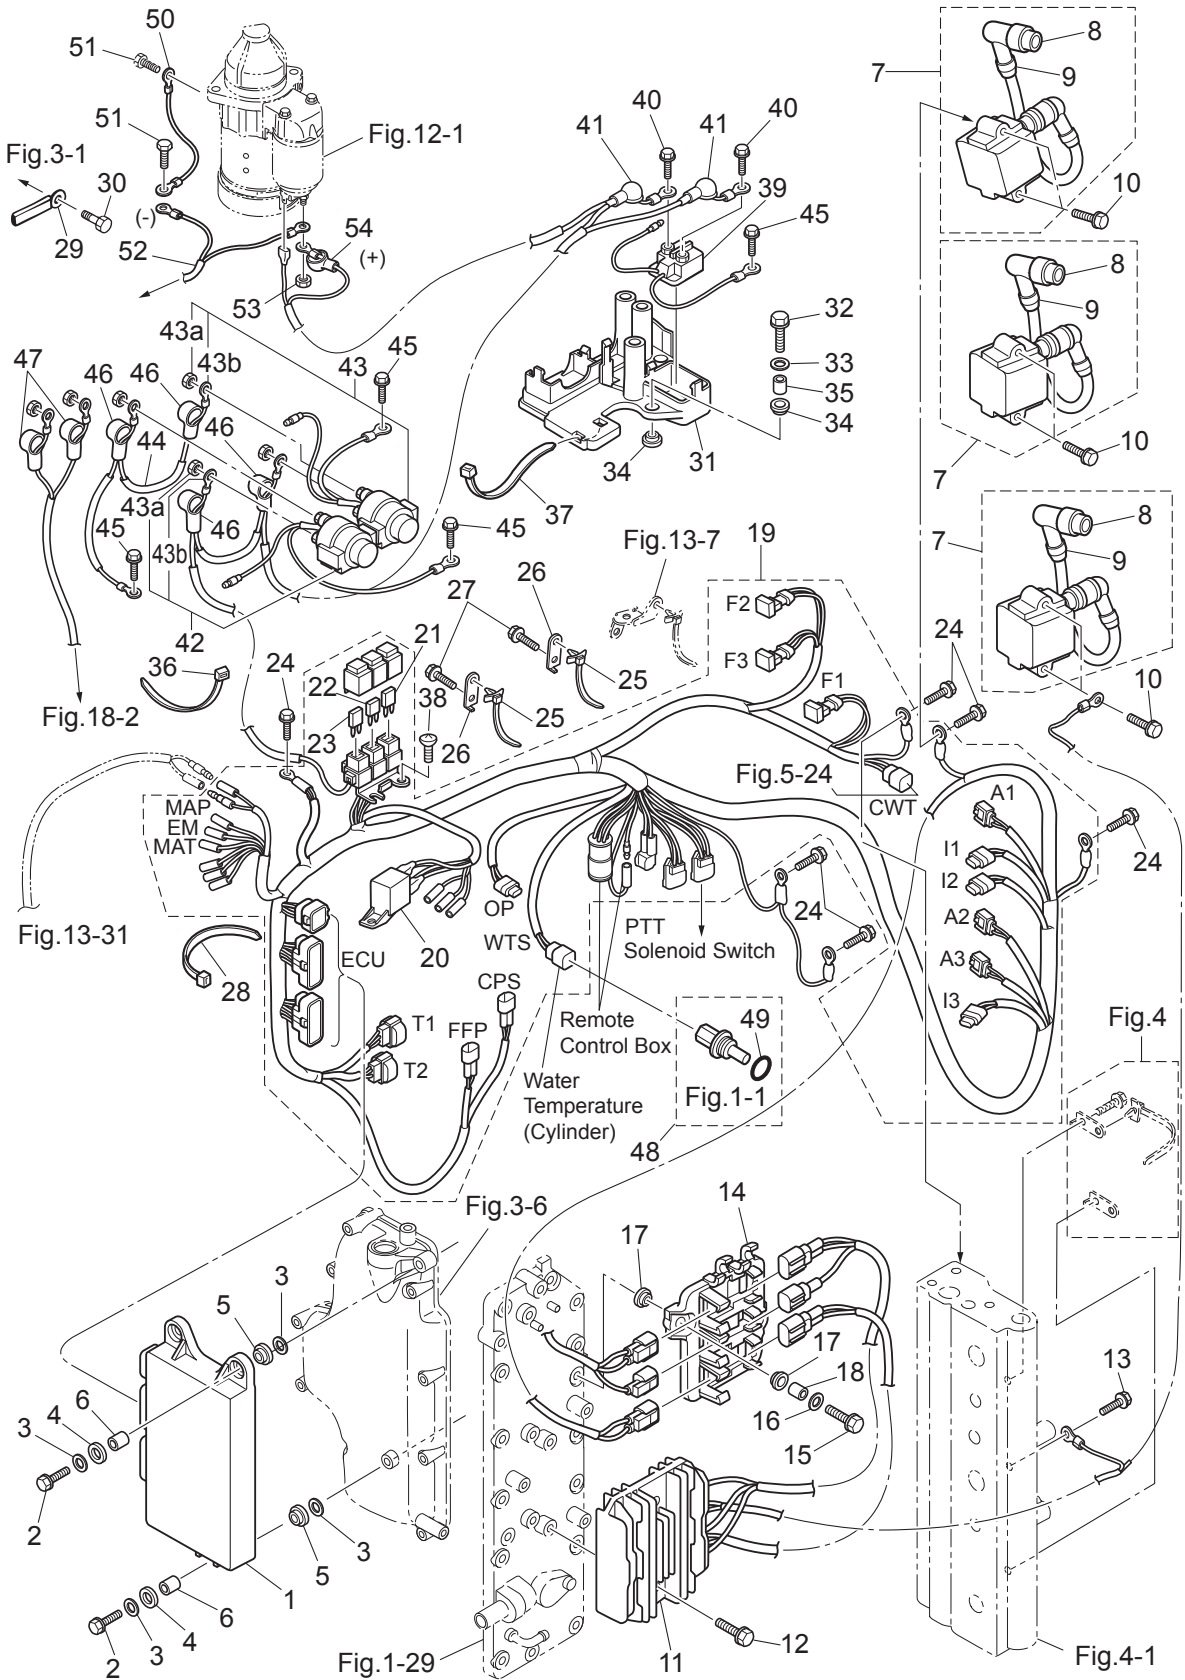 50
51
8
7
9
40
40
51
41
41
Fig.12-1
Fig.3-1
39
10
30
45
(-)
29
54
52
(+)
8
32
53
9
43a
33
45
43b
43
47
46
46
35
46
34
44
46
34
31
10
7
43a
37
8
45
46
45
43b
19
7
Fig.13-7
9
26
F2
27
42
24
21
36
24
F3
22
25
38
F1
10
Fig.18-2
23
26
25
Fig.5-24
MAP
A1
CWT
EM
MAT
I1
24
I2
OP
24
PTT
A2
Fig.13-31
WTS
Solenoid Switch
ECU
20
A3
28
CPS
I3
49
Fig.4
T1
FFP
Remote
Control Box
T2
Water
Temperature
(Cylinder)
Fig.1-1
48
Fig.3-6
14
17
3
5
17
13
18
6
4
16
3
15
2
3
5
1
6
4
3
11
12
2
Fig.1-29
Fig.4-1